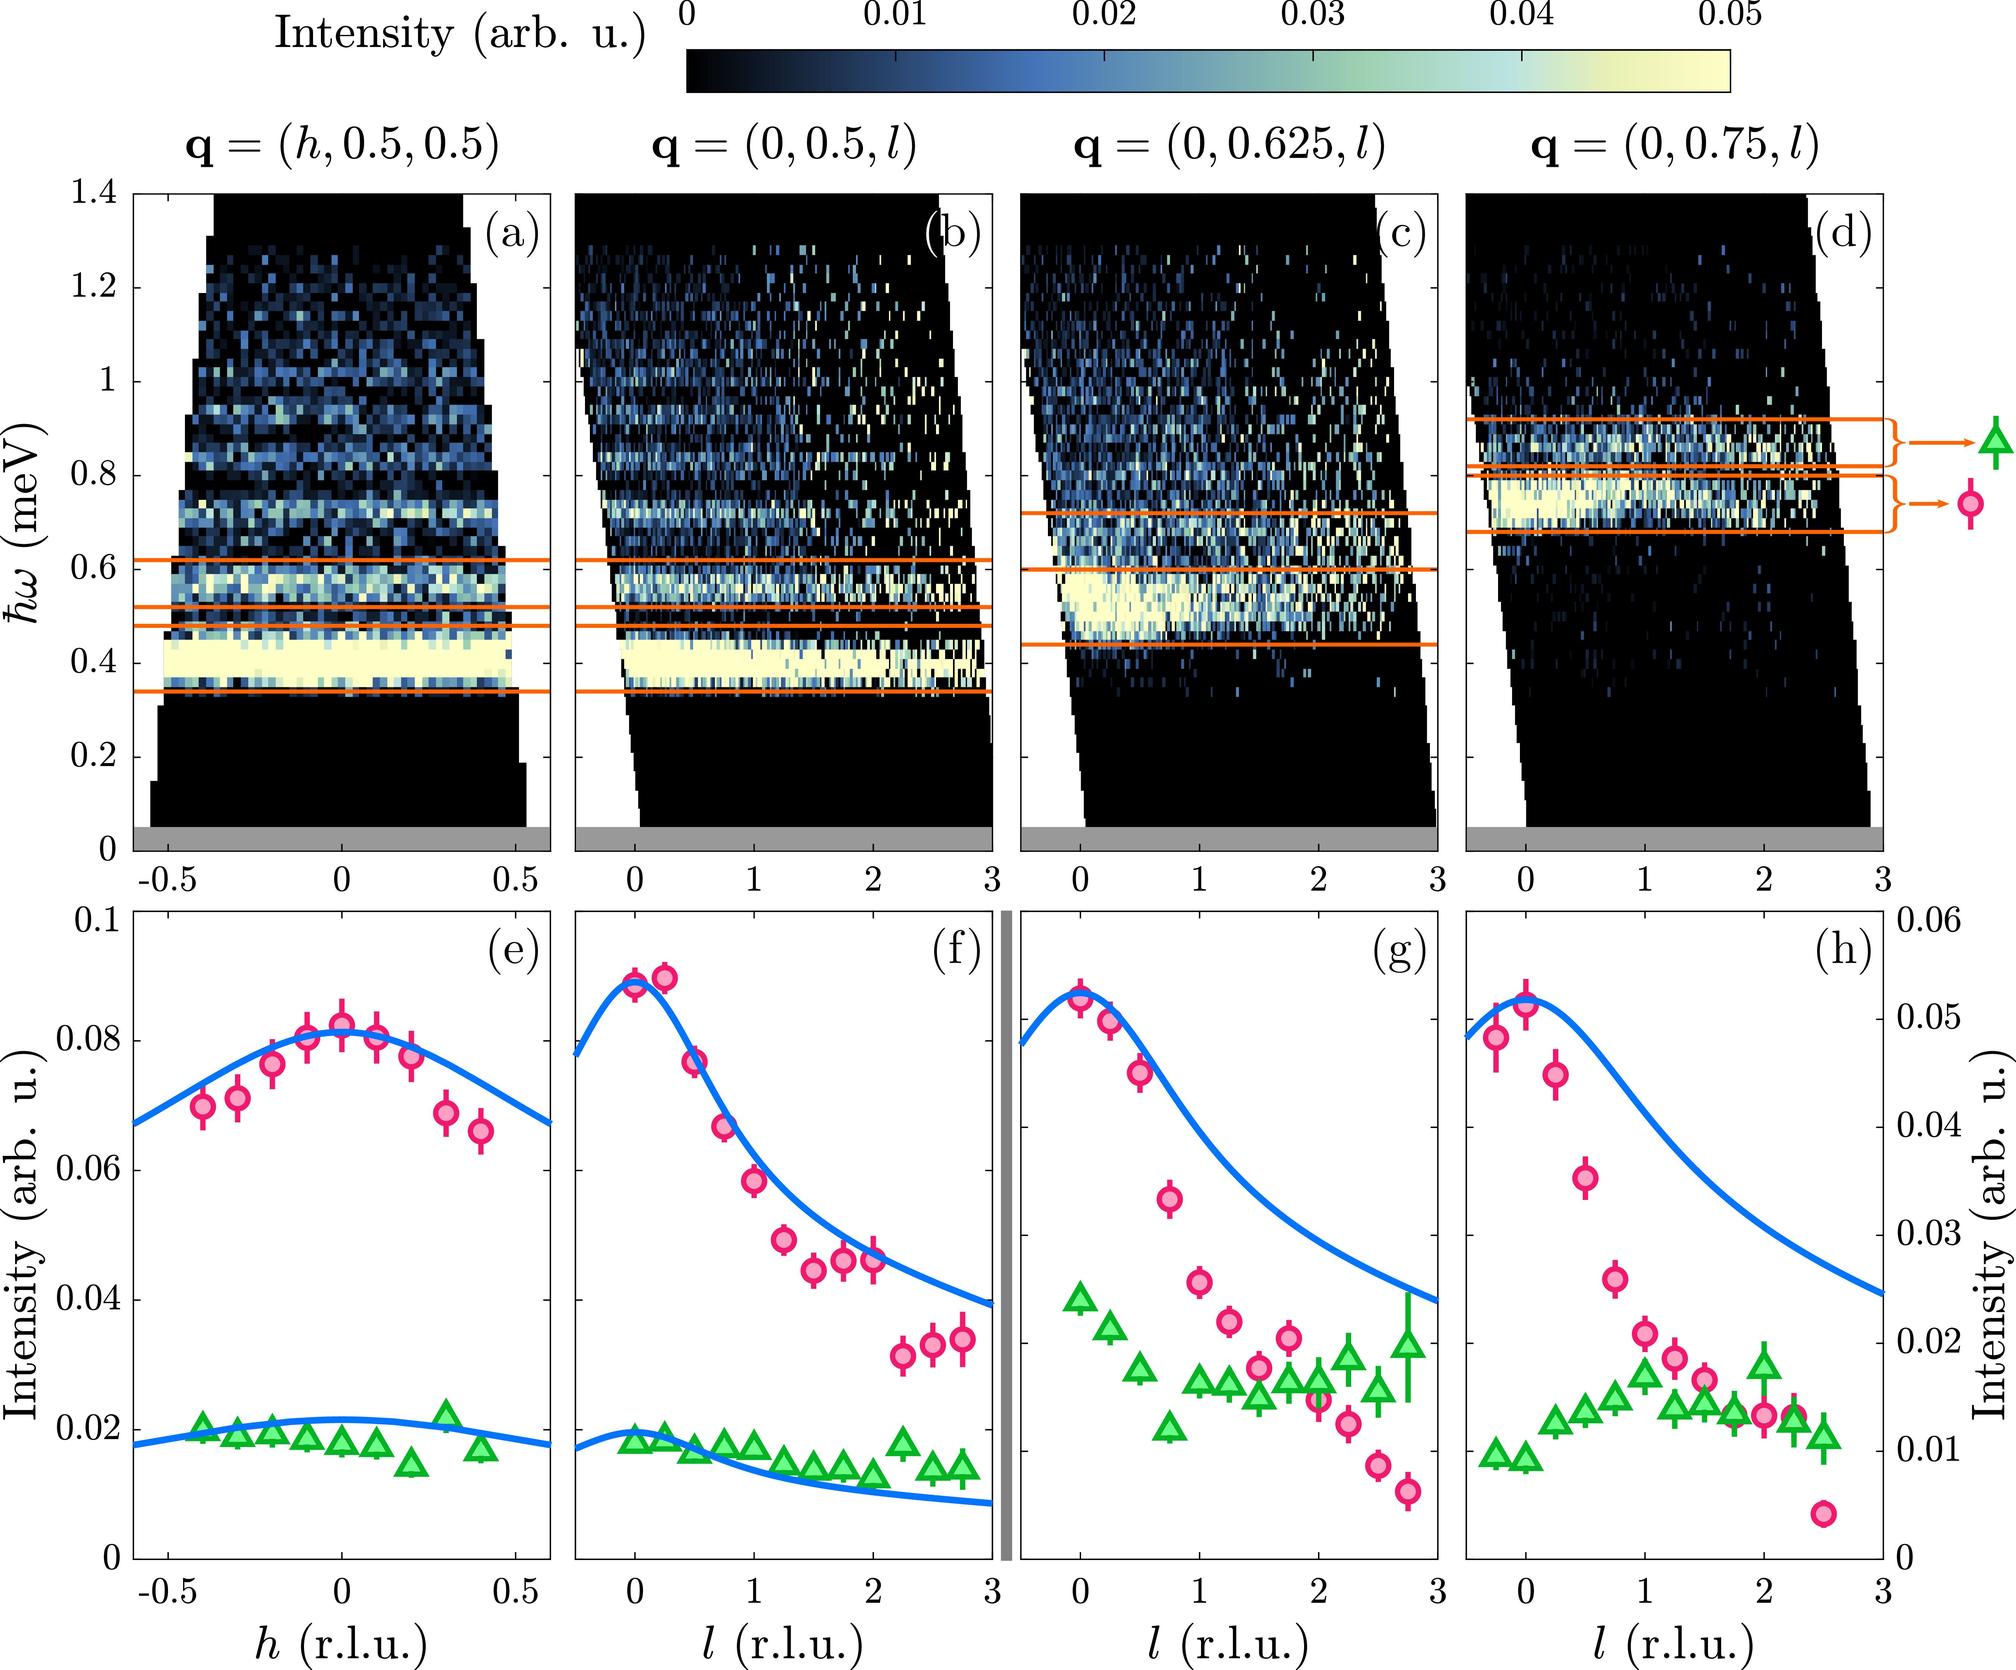 0 0.01 0.02 0.03 0.04 0.05
Intensity (arb. u.)
q = (h, 0.5, 0.5) q = (0, 0.5, l) q = (0, 0.625, l) q = (0, 0.75, l)
1.4
(a) (b) (c) (d)
1.2
1
0.8
0.6
0.4
0.2
0
ħω (meV)
-0.5 0 0.5 0 1 2 3 0 1 2 3 0 1 2 3
0.1 0.06
(e) (f) (g) (h)
0.08 0.05
0.06 0.04
0.04 0.03
0.02 0.02
0 0.01
0
Intensity (arb. u.) Intensity (arb. u.)
-0.5 0 0.5 0 1 2 3 0 1 2 3 0 1 2 3
h (r.l.u.) l (r.l.u.) l (r.l.u.) l (r.l.u.)